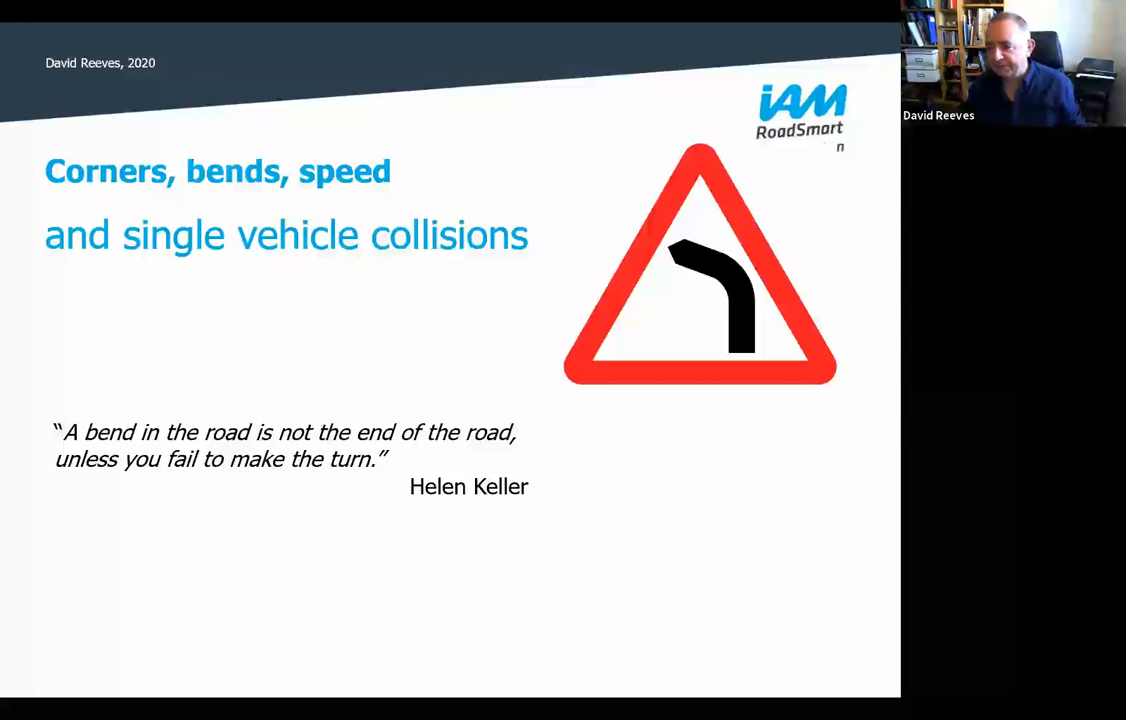 David Reeves, 2020
iAM
RoadSmart
n
David Reeves
Corners, bends, speed
and single vehicle collisions
“A bend in the road is not the end of the road,
unless you fail to make the turn.”
Helen Keller